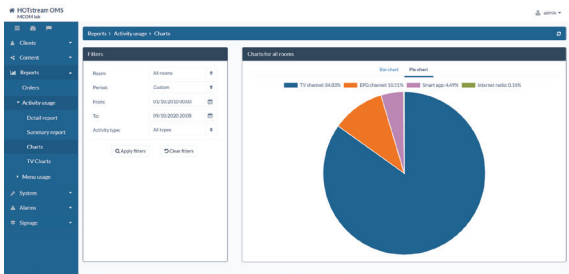 HOTstream OMS
MCOM lab
admin
Clients
Content
Reports
Orders
Activity usage
Detail report
Summary report
Charts
TV Charts
Menu usage
System
Alarms
Signage
Reports > Activity usage > Charts
Filters
Room: All rooms
Period: Custom
From: 01/10/2010 00:00
To: 09/10/2020 20:00
Activity type: All types
Apply filters Clear filters
Charts for all rooms
Bar chart Pie chart
TV channel: 84.83% EPG channel: 10.51% Smart app: 4.49% Internet radio: 0.16%